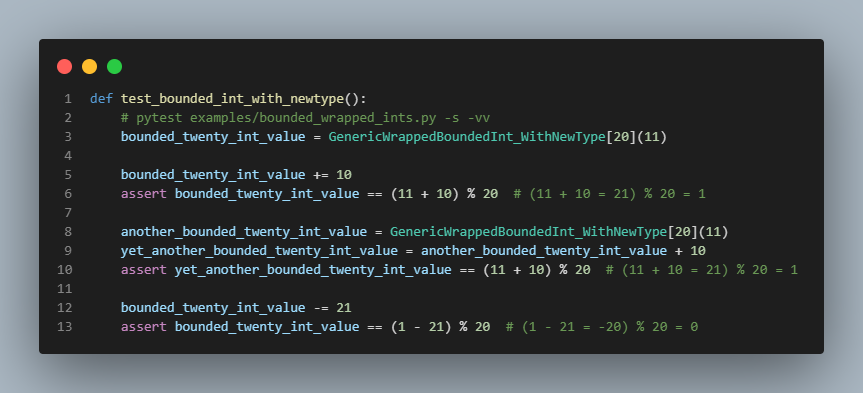 1 def test_bounded_int_with_newtype():
2     # pytest examples/bounded_wrapped_ints.py -s -vv
3     bounded_twenty_int_value = GenericWrappedBoundedInt_WithNewType[20](11)
4
5     bounded_twenty_int_value += 10
6     assert bounded_twenty_int_value == (11 + 10) % 20  # (11 + 10 = 21) % 20 = 1
7
8     another_bounded_twenty_int_value = GenericWrappedBoundedInt_WithNewType[20](11)
9     yet_another_bounded_twenty_int_value = another_bounded_twenty_int_value + 10
10     assert yet_another_bounded_twenty_int_value == (11 + 10) % 20  # (11 + 10 = 21) % 20 = 1
11
12     bounded_twenty_int_value -= 21
13     assert bounded_twenty_int_value == (1 - 21) % 20  # (1 - 21 = -20) % 20 = 0